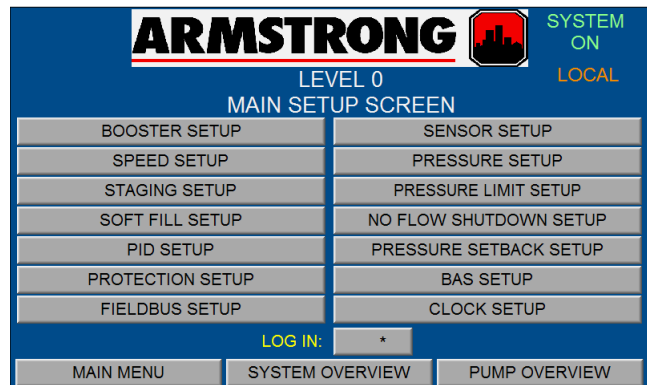 ARMSTRONG
SYSTEM
ON
LOCAL
LEVEL 0
MAIN SETUP SCREEN
BOOSTER SETUP SENSOR SETUP
SPEED SETUP PRESSURE SETUP
STAGING SETUP PRESSURE LIMIT SETUP
SOFT FILL SETUP NO FLOW SHUTDOWN SETUP
PID SETUP PRESSURE SETBACK SETUP
PROTECTION SETUP BAS SETUP
FIELDBUS SETUP CLOCK SETUP
LOG IN: *
MAIN MENU SYSTEM OVERVIEW PUMP OVERVIEW